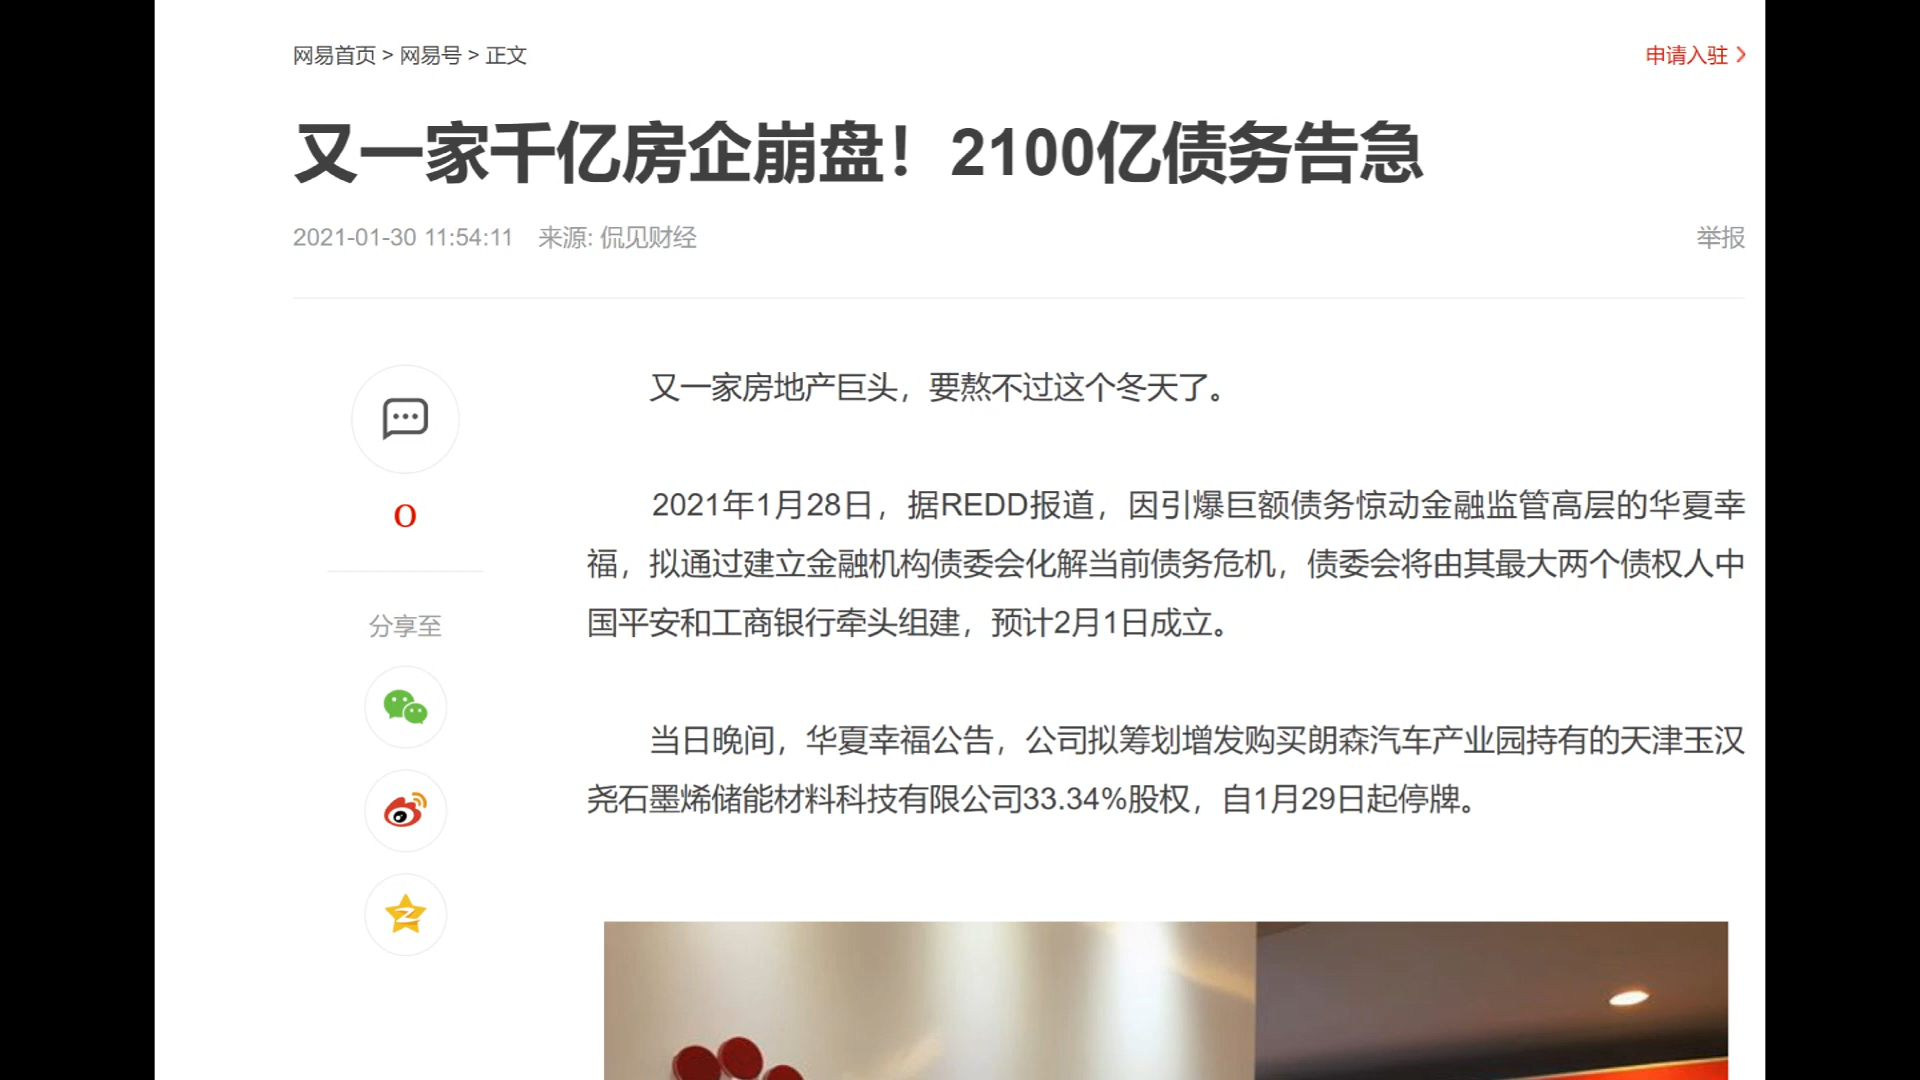 网易首页 > 网易号 > 正文
申请入驻
又一家千亿房企崩盘！2100亿债务告急
2021-01-30 11:54:11 来源: 侃见财经
举报
又一家房地产巨头，要熬不过这个冬天了。
0
2021年1月28日，据REDD报道，因引爆巨额债务惊动金融监管高层的华夏幸
福，拟通过建立金融机构债委会化解当前债务危机，债委会将由其最大两个债权人中
国平安和工商银行牵头组建，预计2月1日成立。
分享至
当日晚间，华夏幸福公告，公司拟筹划增发购买朗森汽车产业园持有的天津玉汉
尧石墨烯储能材料科技有限公司33.34%股权，自1月29日起停牌。